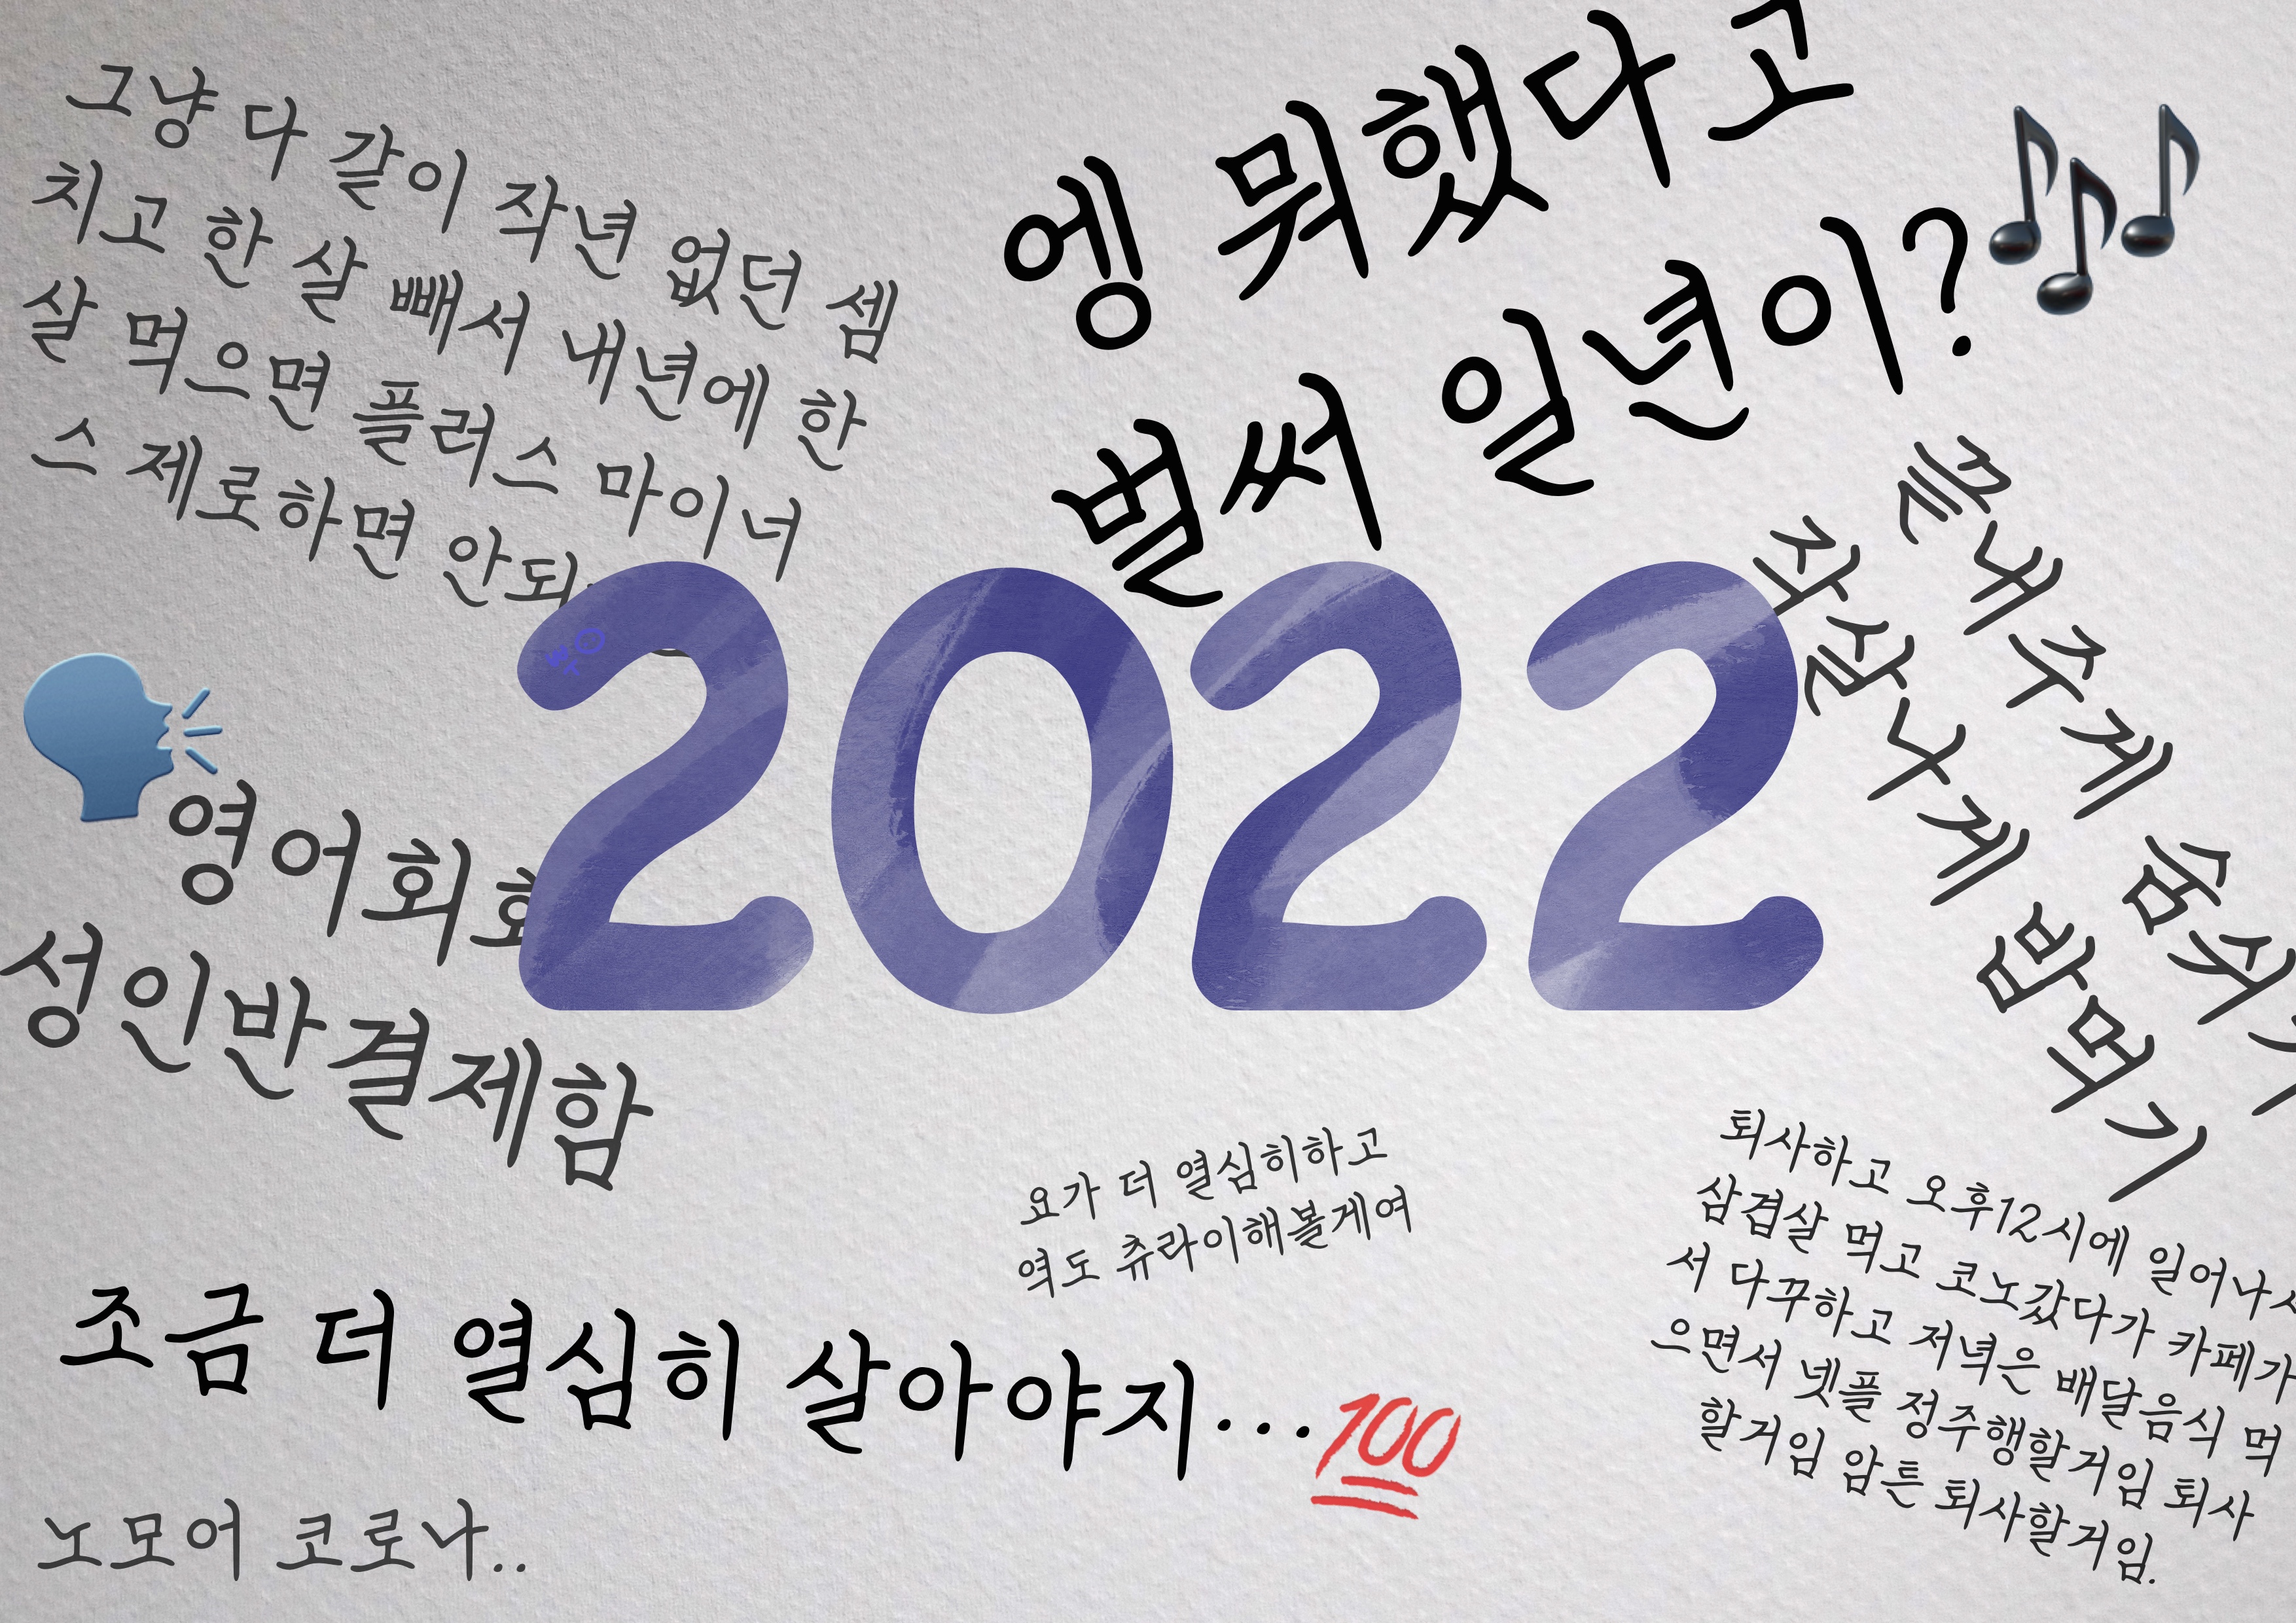 그냥 다 같이 작년 없던 셈
치고 한 살 빼서 내년에 한
살 먹으면 플러스 마이너
스 제로하면 안되
엥 뭐했다고
벌써 일년이?
2022
끝내주게 숨쉬기
작살나게 밥먹기
영어회화
성인반결제함
요가 더 열심히하고
역도 츄라이해볼게여
퇴사하고 오후12시에 일어나서
삼겹살 먹고 코노갔다가 카페가
서 다꾸하고 저녁은 배달음식 먹
으면서 넷플 정주행할거임 퇴사
할거임 암튼 퇴사할거임.
조금 더 열심히 살아야지...
100
노모어 코로나..